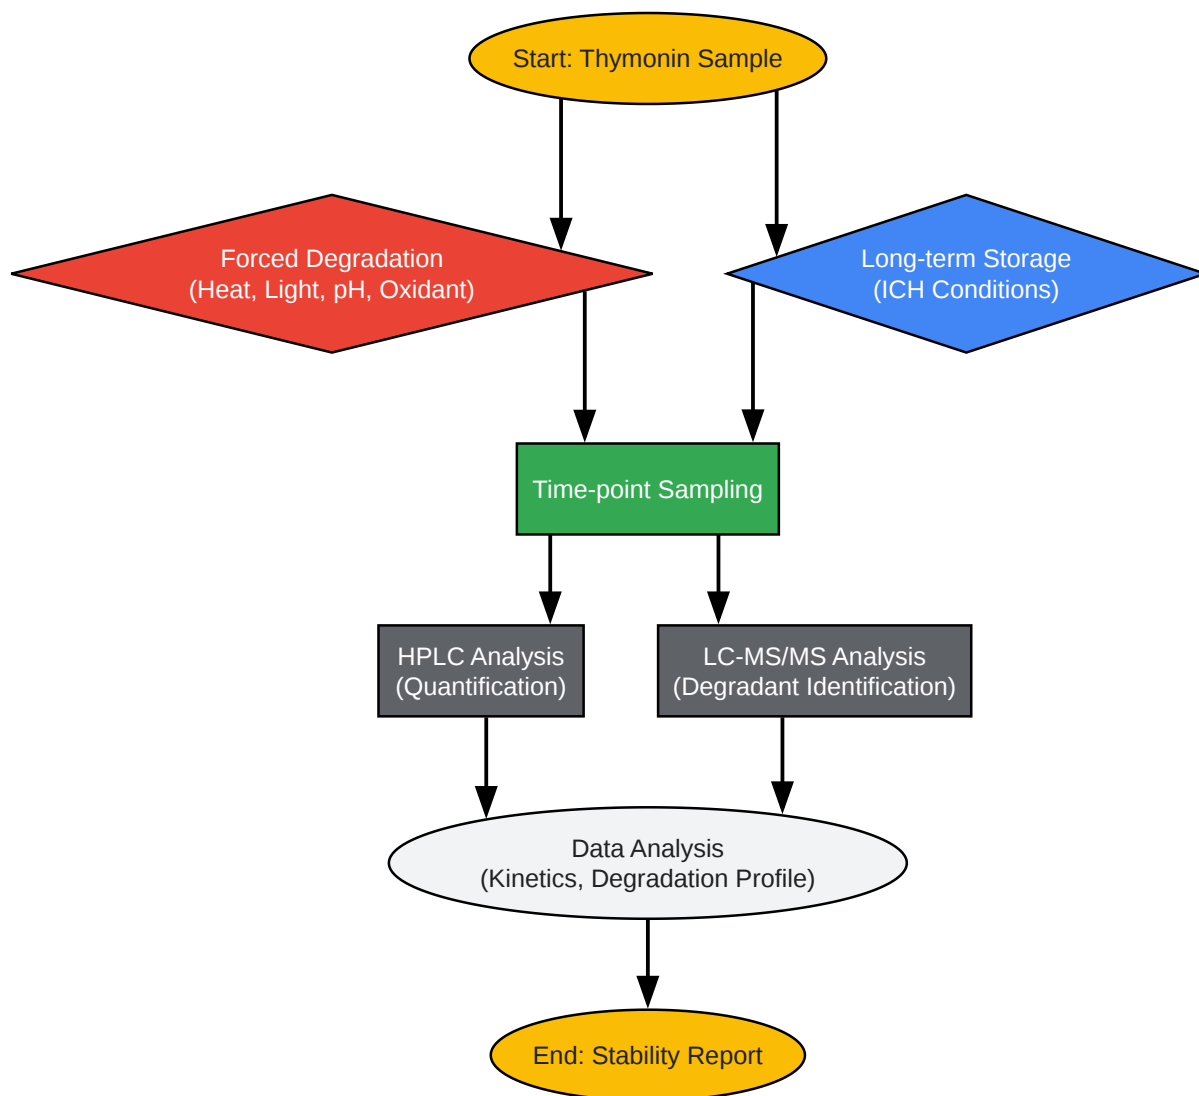 Start: Thymonin Sample
Forced Degradation
(Heat, Light, pH, Oxidant)
Long-term Storage
(ICH Conditions)
Time-point Sampling
HPLC Analysis
(Quantification)
LC-MS/MS Analysis
(Degradant Identification)
Data Analysis
(Kinetics, Degradation Profile)
End: Stability Report